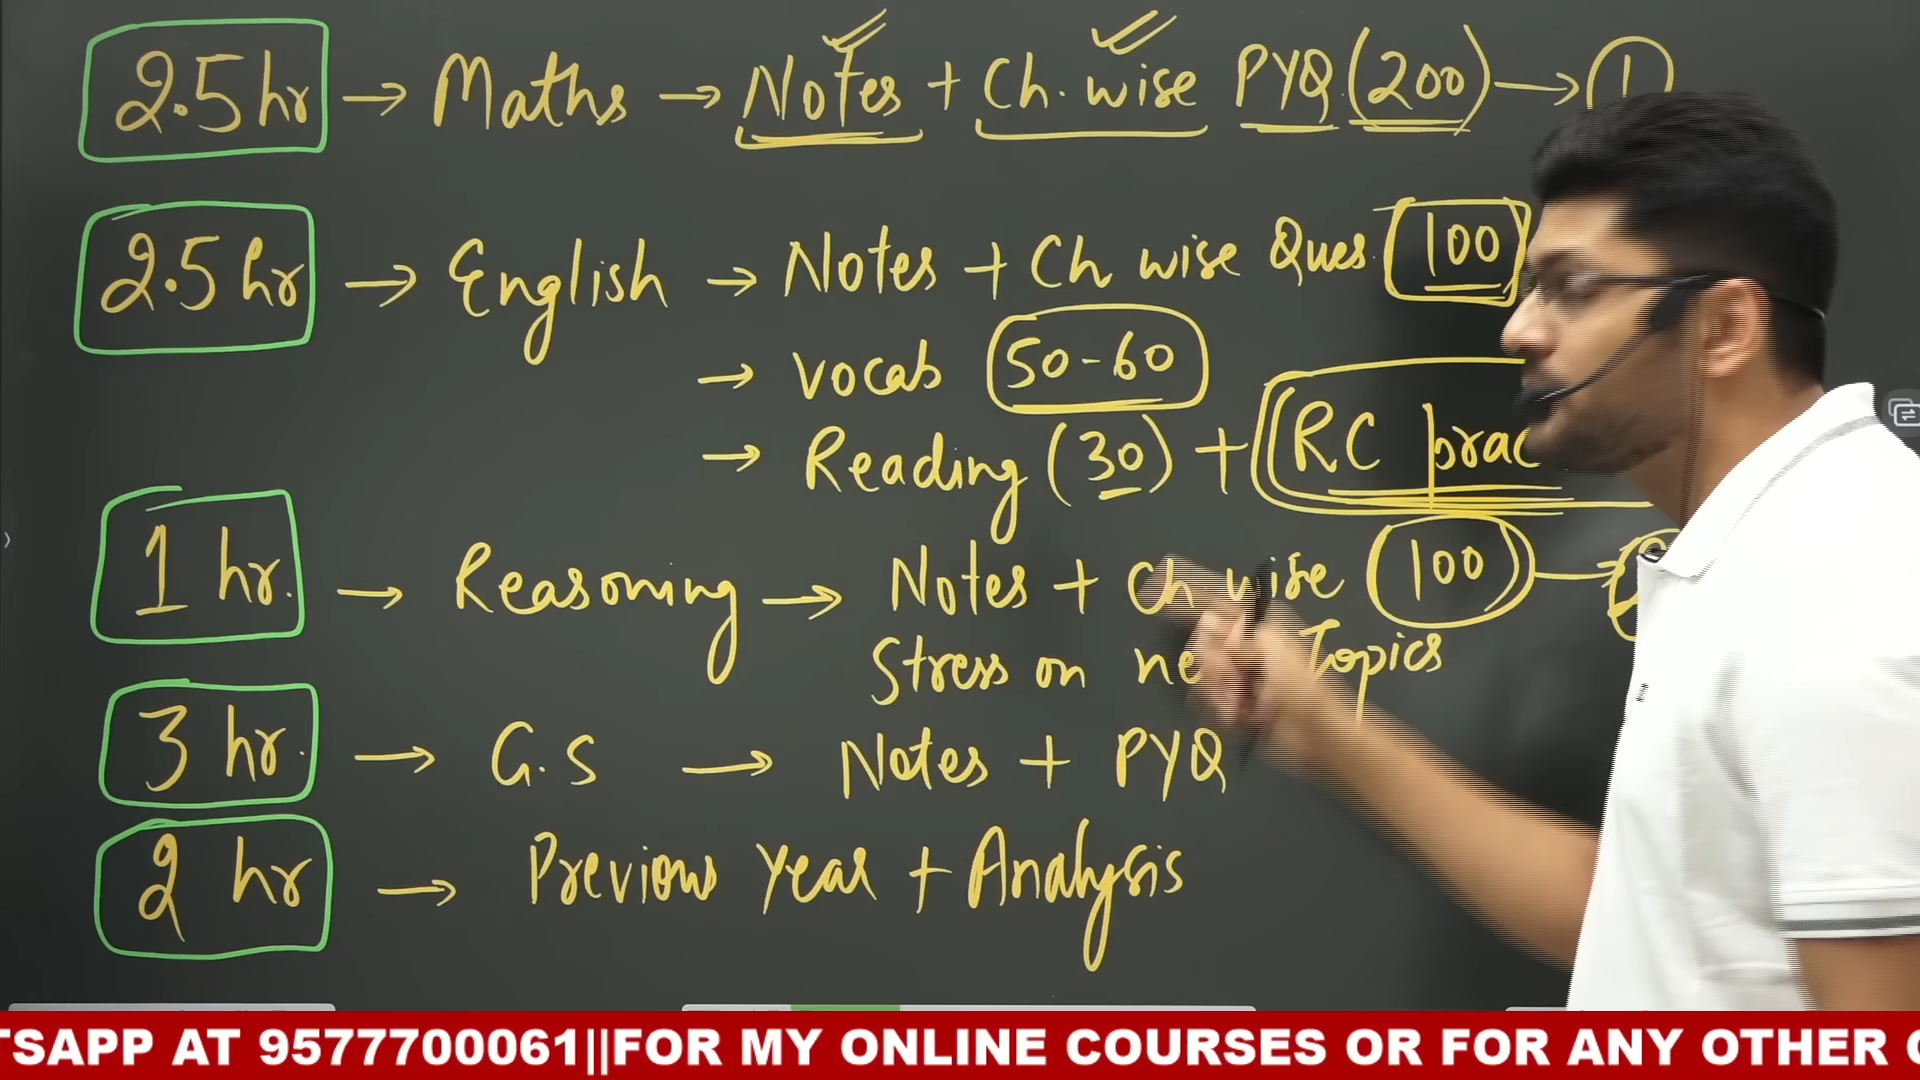 2.5 hr → Maths → Notes + Ch. wise PYQ (200) → 1
2.5 hr → English → Notes + Ch wise Ques. 100
→ vocab 50-60
→ Reading (30) + RC
1 hr. → Reasoning → Notes + Ch wise 100 →
Stress on Topics
3 hr. → G.S → Notes + PYQ
2 hr → Previous Year + Analysis
TSAPP AT 9577700061||FOR MY ONLINE COURSES OR FOR ANY OTHER